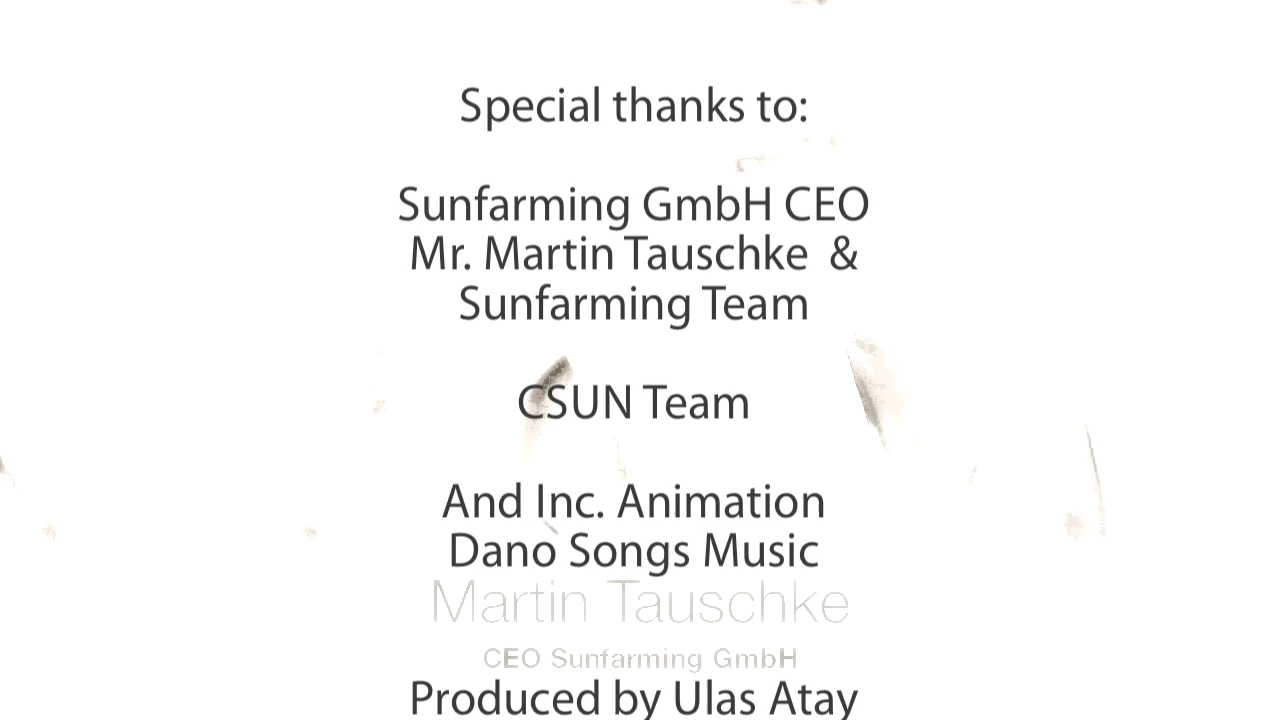 Special thanks to:
Sunfarming GmbH CEO
Mr. Martin Tauschke &
Sunfarming Team
CSUN Team
And Inc. Animation
Dano Songs Music
Martin Tauschke
CEO Sunfarming GmbH
Produced by Ulas Atay